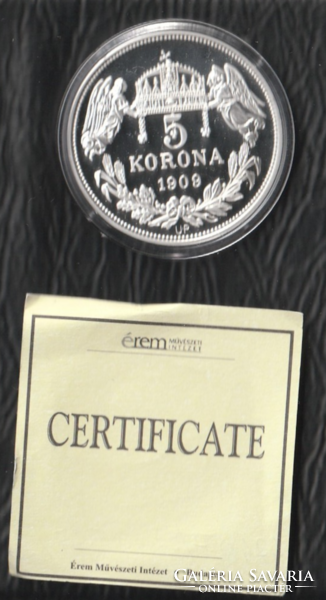 5
KORONA
1909
UP
érem MŰVÉSZETI
INTÉZET
CERTIFICATE
Érem Művészeti Intézet
GALÉRIA SAVARIA
ONLINE PIACTÉR